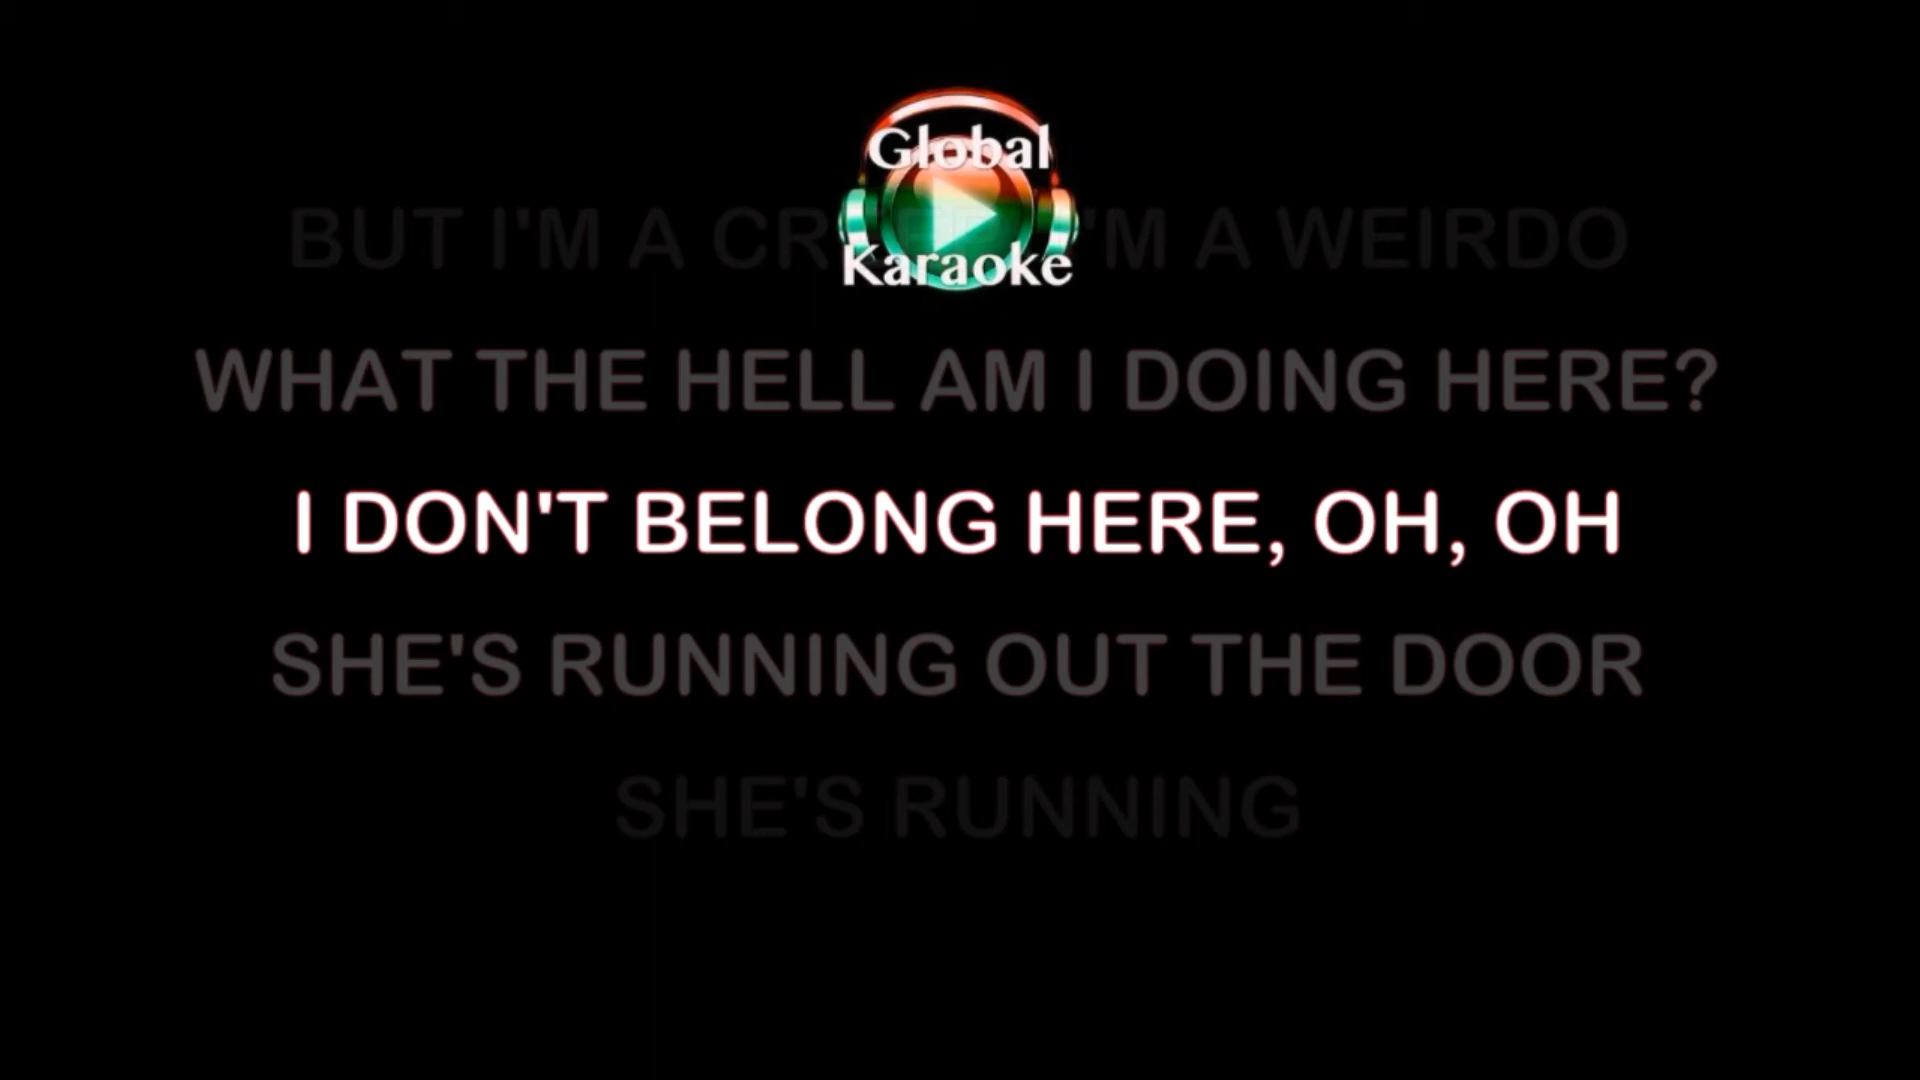 Global
BUT I'M A CREEP, I'M A WEIRDO
Karaoke
WHAT THE HELL AM I DOING HERE?
I DON'T BELONG HERE, OH, OH
SHE'S RUNNING OUT THE DOOR
SHE'S RUNNING